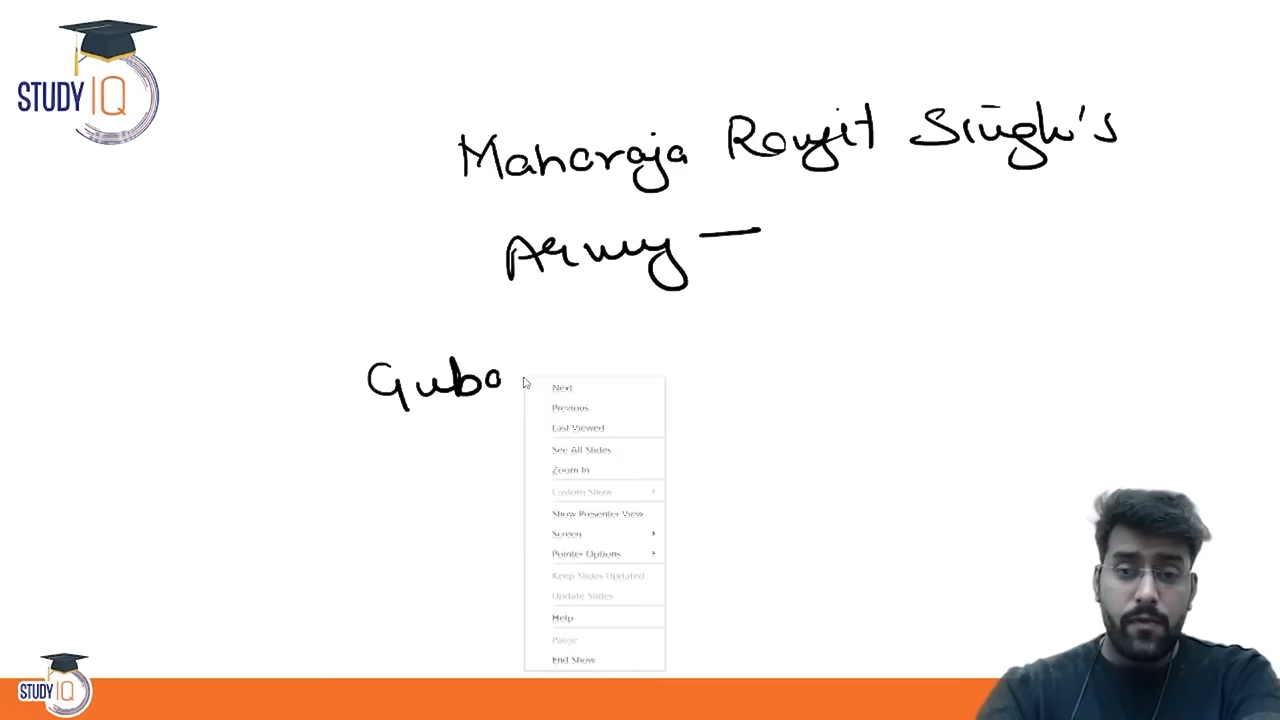 STUDY IQ
Maharaja Ranjit Singh's
Army —
Guba
Next
Previous
Last Viewed
See All Slides
Zoom In
Custom Show
Show Presenter View
Screen
Pointer Options
Keep Slides Updated
Update Slides
Help
Pause
End Show
STUDY IQ